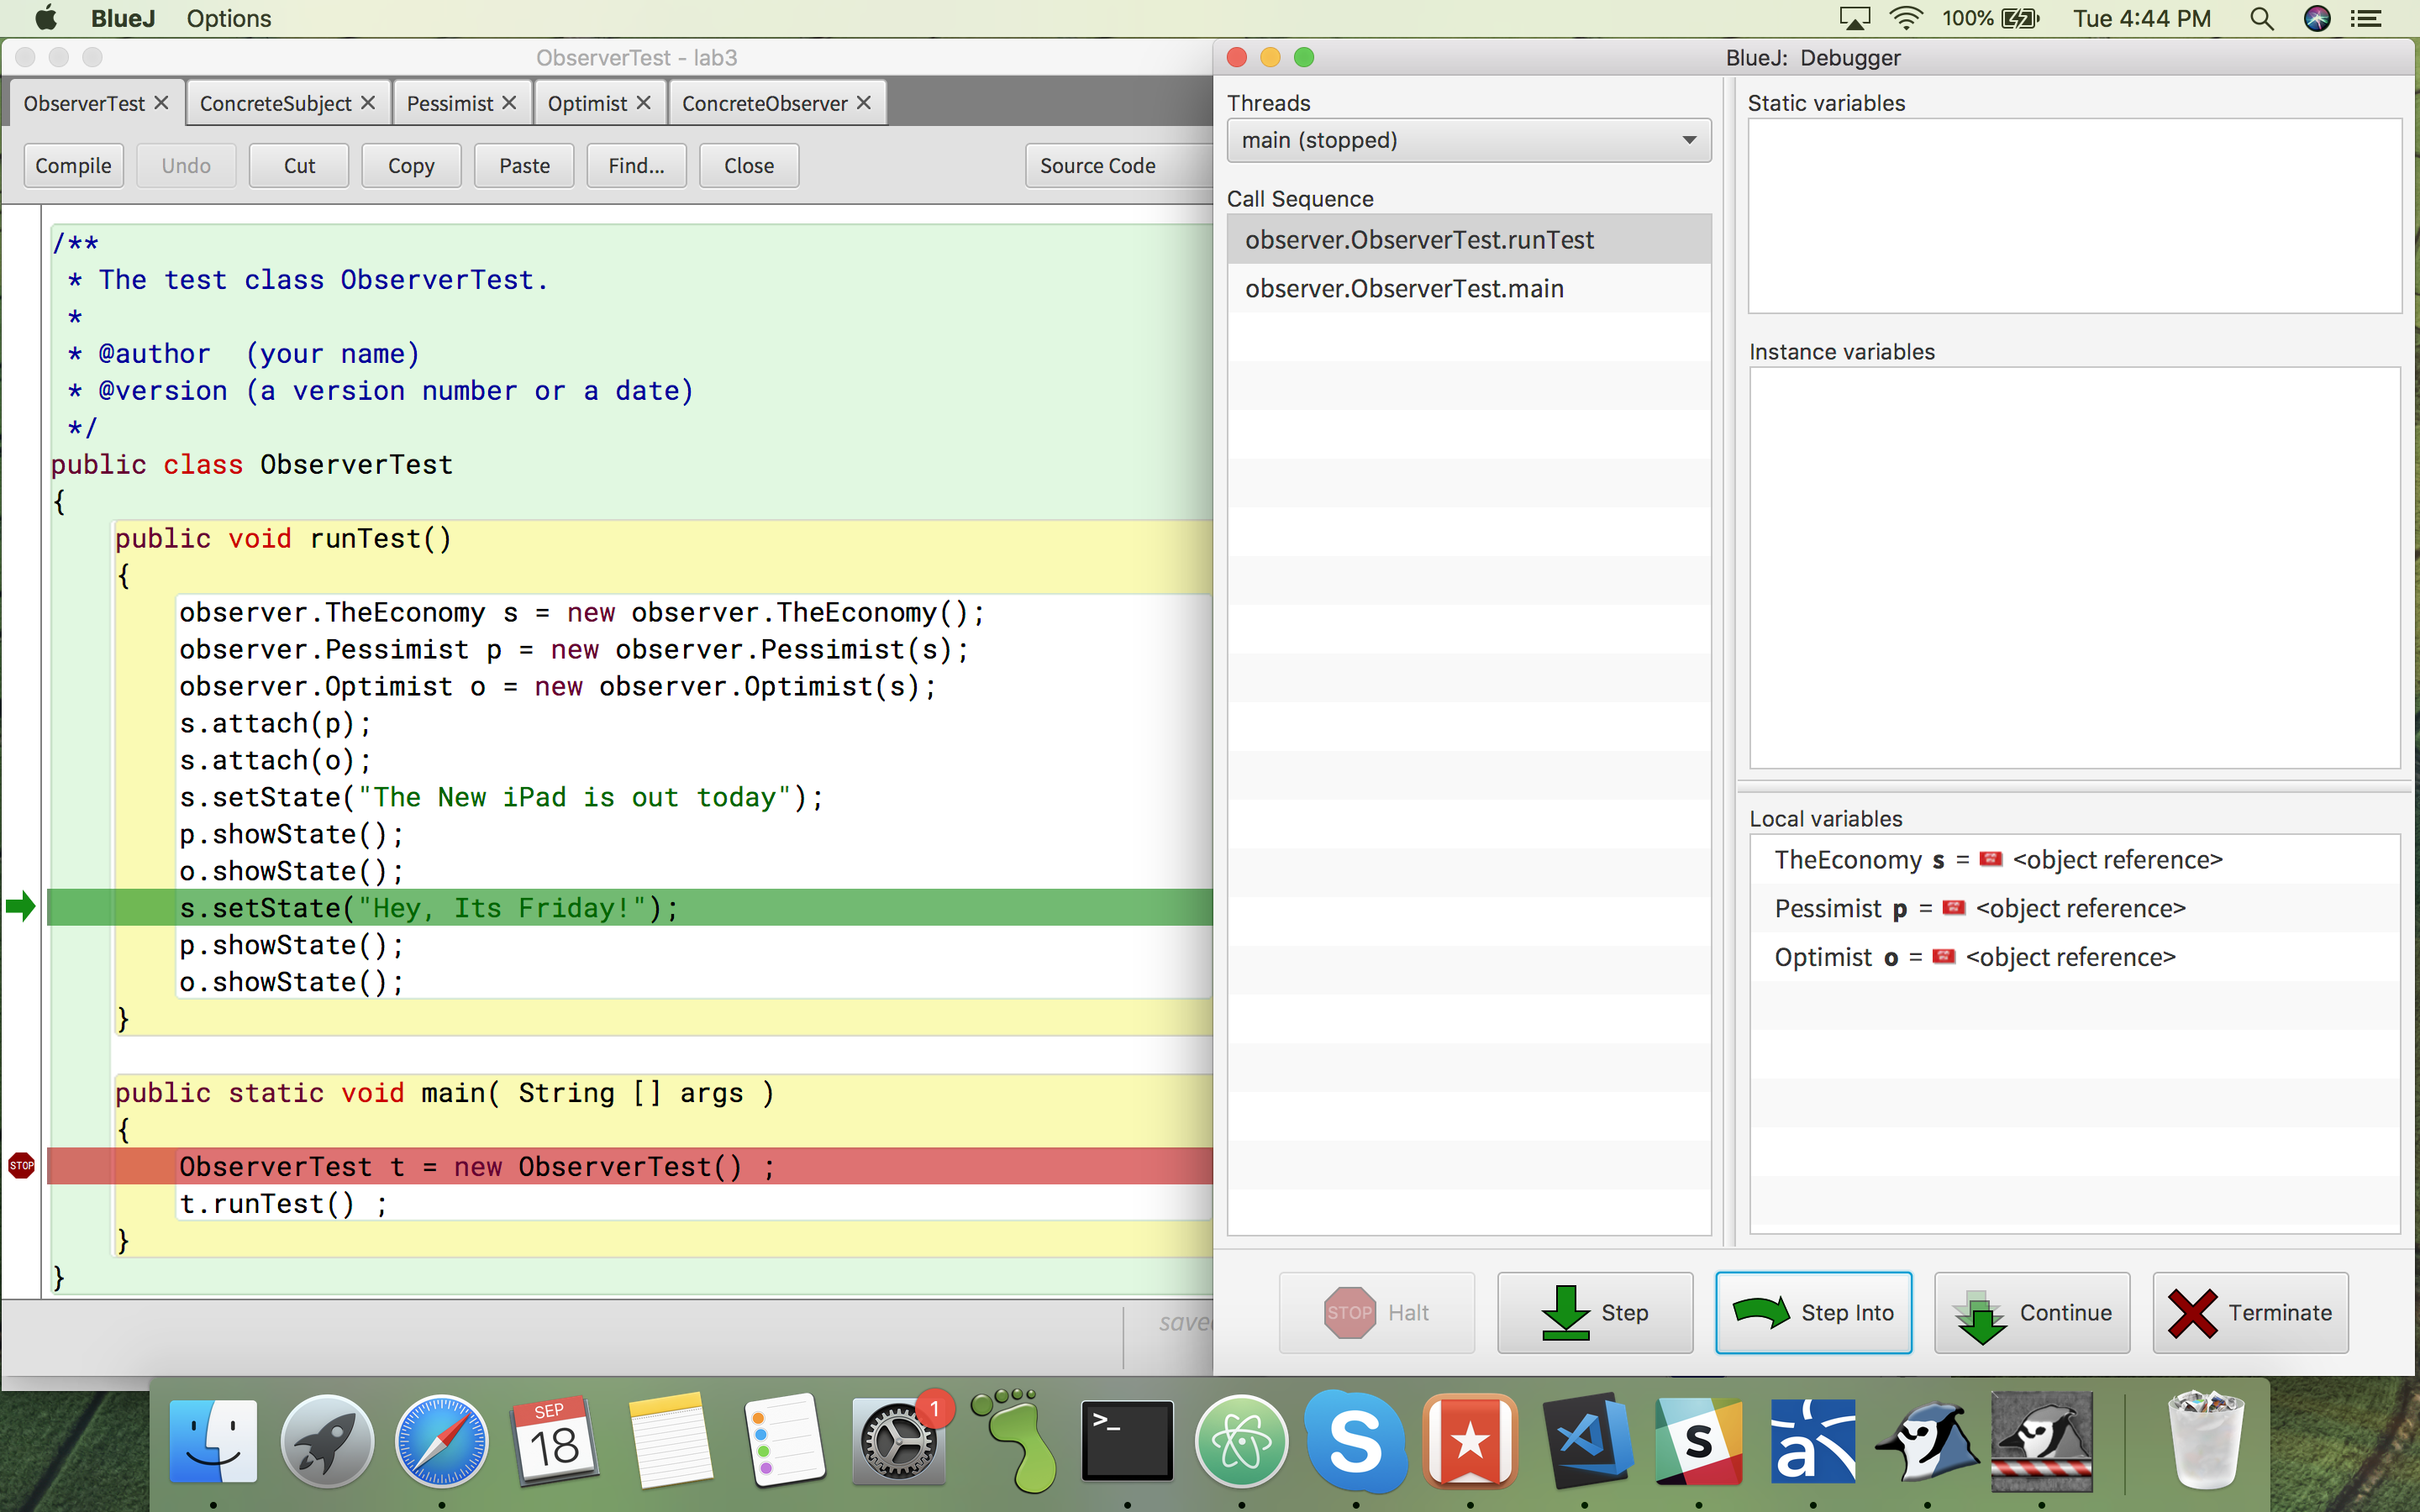 BlueJ Options 100% Tue 4:44 PM
ObserverTest - lab3
ObserverTest ConcreteSubject Pessimist Optimist ConcreteObserver
Compile Undo Cut Copy Paste Find... Close Source Code
/**
 * The test class ObserverTest.
 *
 * @author  (your name)
 * @version (a version number or a date)
 */
public class ObserverTest
{
    public void runTest()
    {
        observer.TheEconomy s = new observer.TheEconomy();
        observer.Pessimist p = new observer.Pessimist(s);
        observer.Optimist o = new observer.Optimist(s);
        s.attach(p);
        s.attach(o);
        s.setState("The New iPad is out today");
        p.showState();
        o.showState();
        s.setState("Hey, Its Friday!");
        p.showState();
        o.showState();
    }
    public static void main( String [] args )
    {
STOP
        ObserverTest t = new ObserverTest() ;
        t.runTest() ;
    }
}
save
BlueJ:  Debugger
Threads
main (stopped)
Call Sequence
observer.ObserverTest.runTest
observer.ObserverTest.main
Static variables
Instance variables
Local variables
TheEconomy s = <object reference>
Pessimist p = <object reference>
Optimist o = <object reference>
STOP Halt Step Step Into Continue Terminate
SEP
18
1
>_
S
S
a